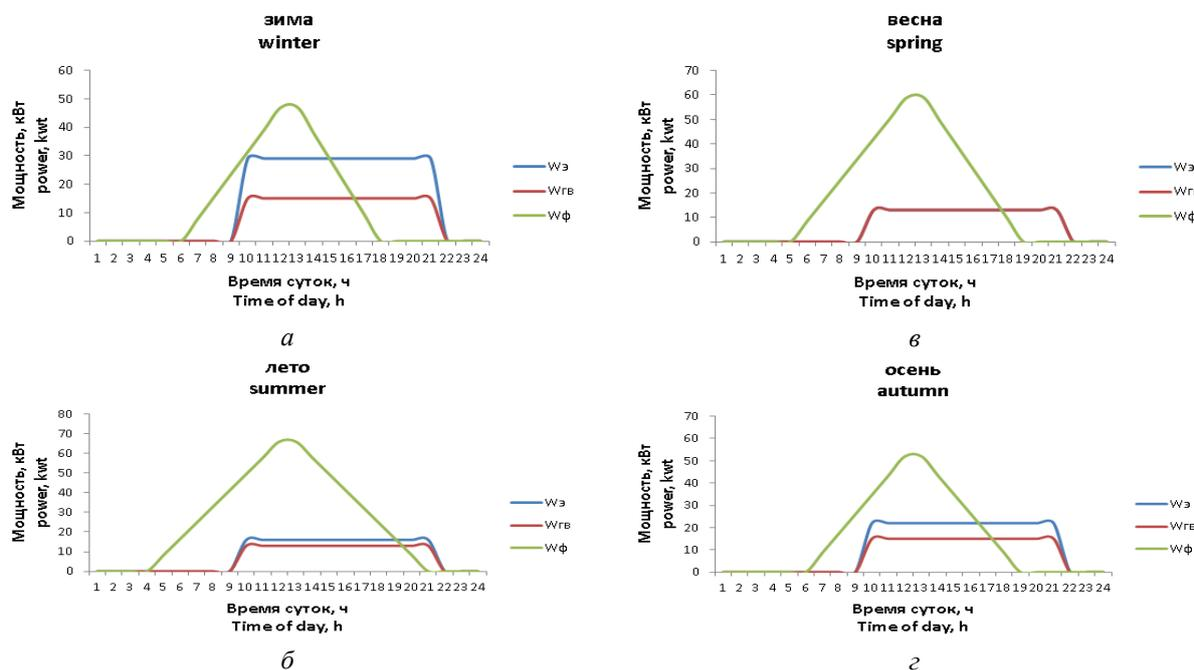 зима
winter
Мощность, кВт
power, kwt
60
50
40
30
20
10
0
1 2 3 4 5 6 7 8 9 10 11 12 13 14 15 16 17 18 19 20 21 22 23 24
Время суток, ч
Time of day, h
Wэ
Wгв
Wф
а
весна
spring
Мощность, кВт
power, kwt
70
60
50
40
30
20
10
0
1 2 3 4 5 6 7 8 9 10 11 12 13 14 15 16 17 18 19 20 21 22 23 24
Время суток, ч
Time of day, h
Wэ
Wг
Wф
в
лето
summer
Мощность, кВт
power, kwt
80
70
60
50
40
30
20
10
0
1 2 3 4 5 6 7 8 9 10 11 12 13 14 15 16 17 18 19 20 21 22 23 24
Время суток, ч
Time of day, h
Wэ
Wгв
Wф
б
осень
autumn
Мощность, кВт
power, kwt
70
60
50
40
30
20
10
0
1 2 3 4 5 6 7 8 9 10 11 12 13 14 15 16 17 18 19 20 21 22 23 24
Время суток, ч
Time of day, h
Wэ
Wгв
Wф
г